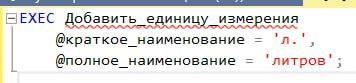 EXEC Добавить_единицу_измерения
@краткое_наименование = 'л.',
@полное_наименование = 'литров';